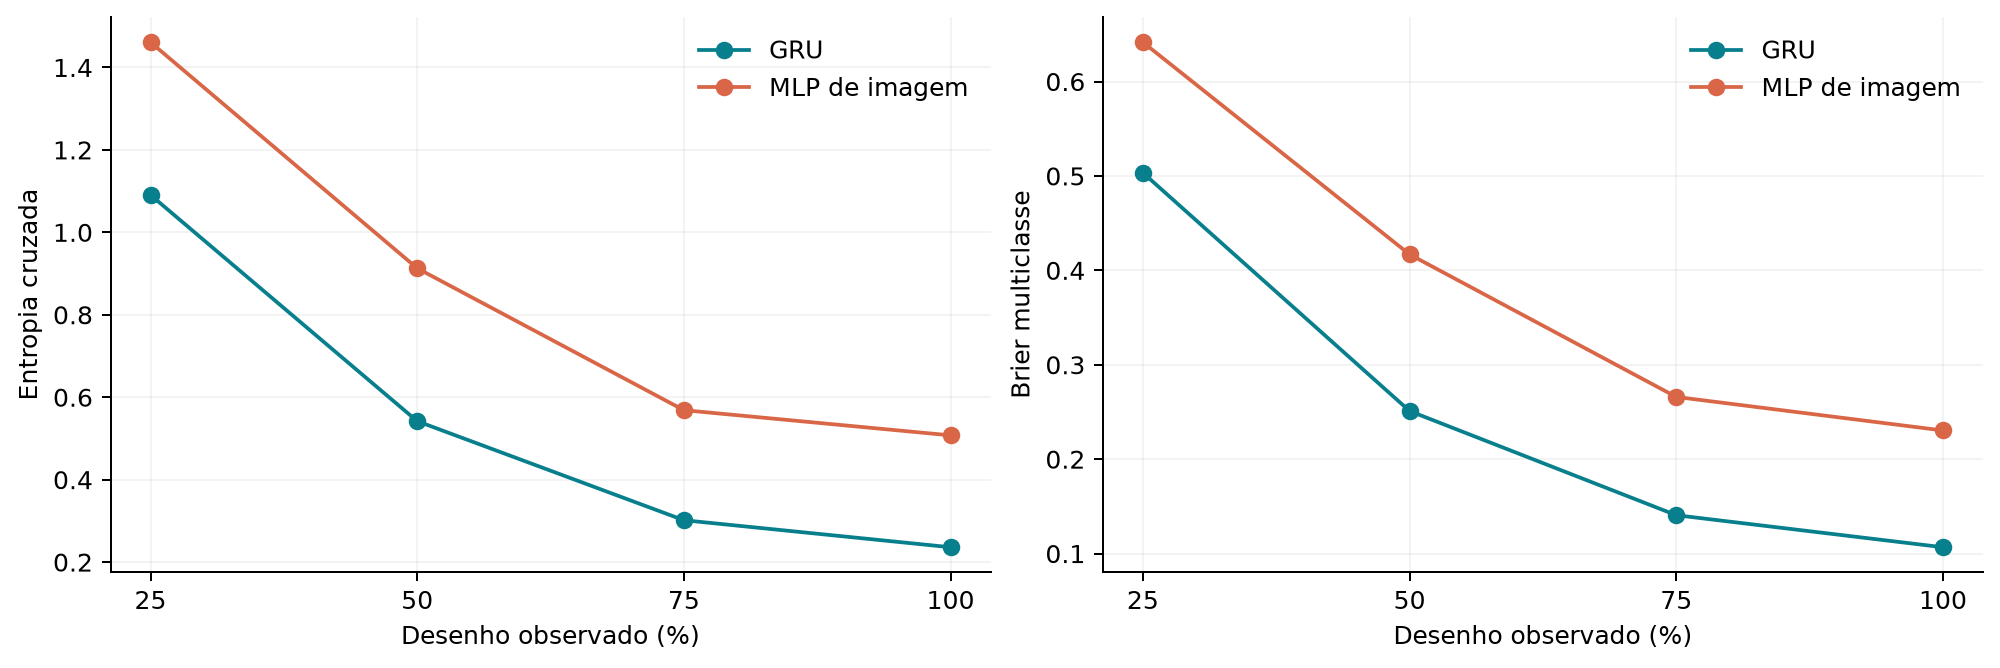 Entropia cruzada
1.4
1.2
1.0
0.8
0.6
0.4
0.2
25
50
75
100
Desenho observado (%)
GRU
MLP de imagem
Brier multiclasse
0.6
0.5
0.4
0.3
0.2
0.1
25
50
75
100
Desenho observado (%)
GRU
MLP de imagem